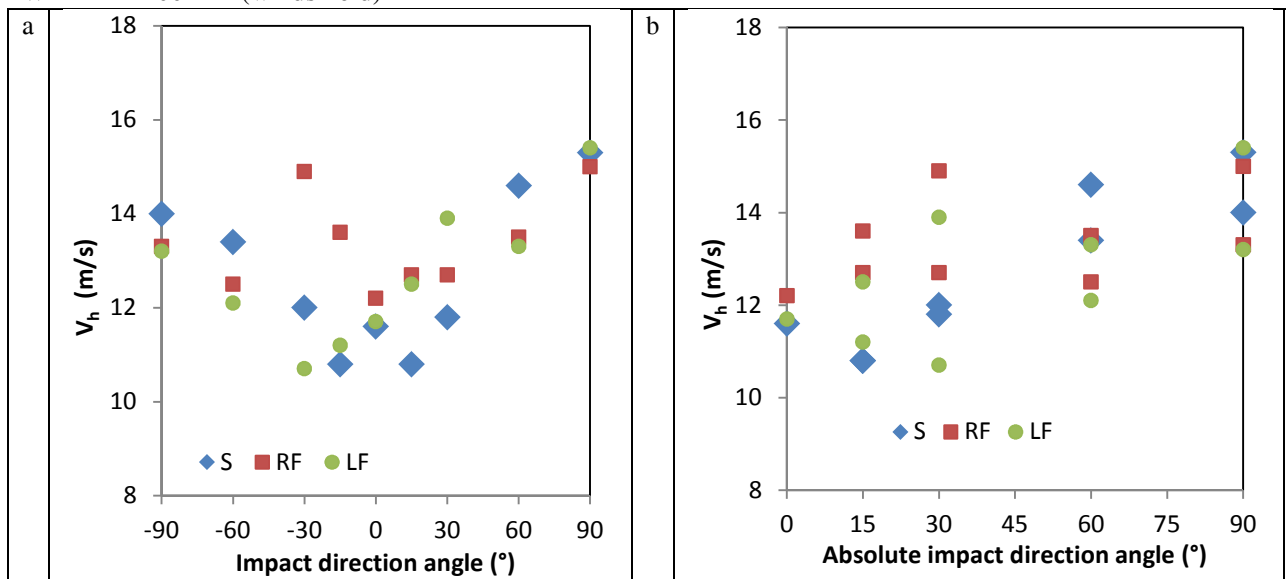 a
18
16
14
12
10
8
Vh (m/s)
S RF LF
-90 -60 -30 0 30 60 90
Impact direction angle (°)
b
18
16
14
12
10
8
Vh (m/s)
S RF LF
0 15 30 45 60 75 90
Absolute impact direction angle (°)